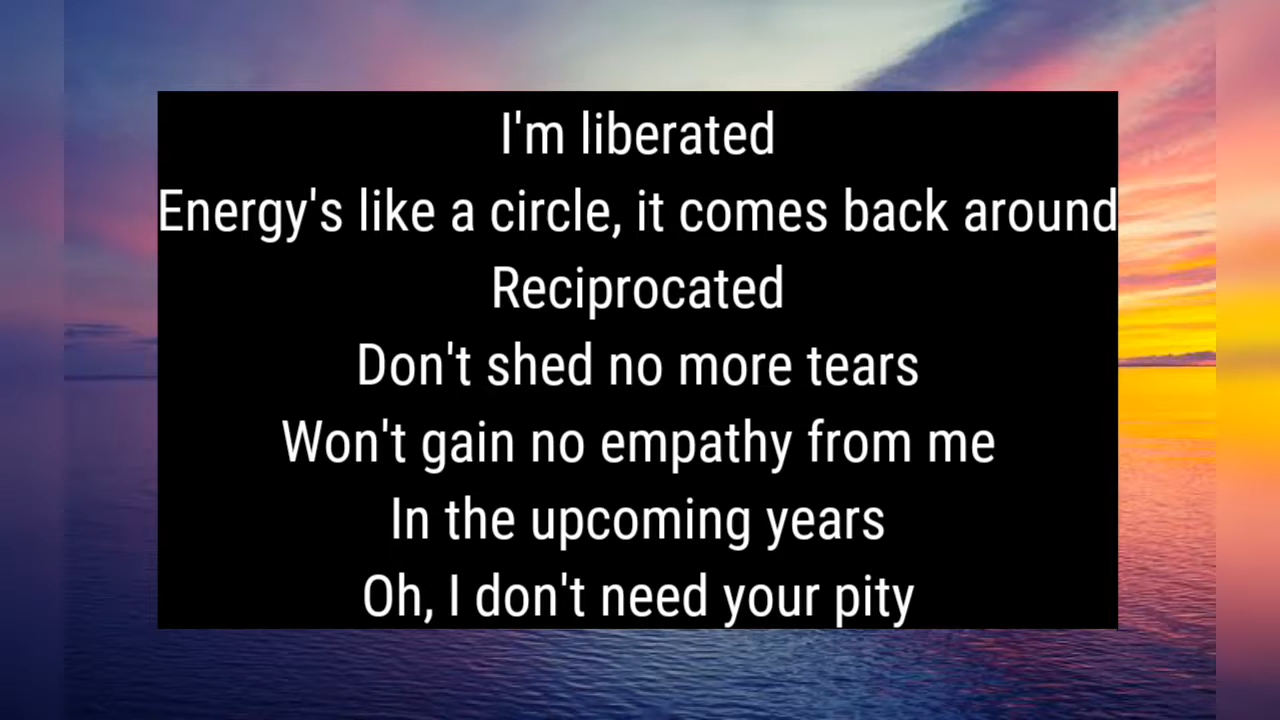 I'm liberated
Energy's like a circle, it comes back around
Reciprocated
Don't shed no more tears
Won't gain no empathy from me
In the upcoming years
Oh, I don't need your pity